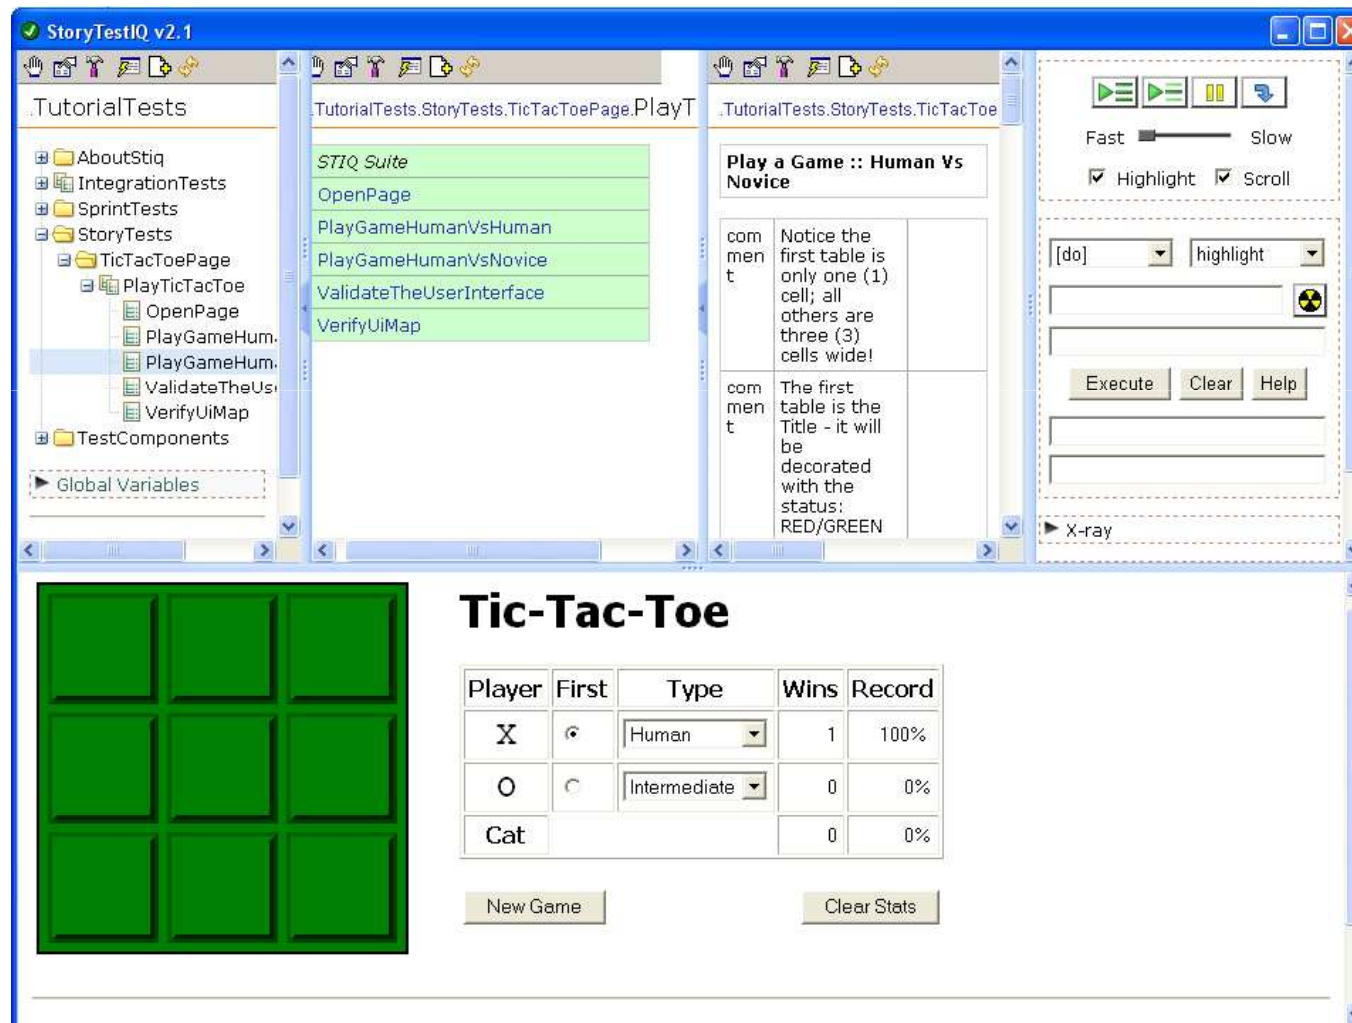 StoryTestIQ v2.1
.TutorialTests
AboutStiq
IntegrationTests
SprintTests
StoryTests
TicTacToePage
PlayTicTacToe
OpenPage
PlayGameHum
PlayGameHum
ValidateTheUs
VerifyUiMap
TestComponents
Global Variables
.TutorialTests.StoryTests.TicTacToePage.PlayT
STIQ Suite
OpenPage
PlayGameHumanVsHuman
PlayGameHumanVsNovice
ValidateTheUserInterface
VerifyUiMap
.TutorialTests.StoryTests.TicTacToe
Play a Game :: Human Vs
Novice
com
men
t
Notice the
first table is
only one (1)
cell; all
others are
three (3)
cells wide!
com
men
t
The first
table is the
Title - it will
be
decorated
with the
status:
RED/GREEN
Fast Slow
Highlight Scroll
[do] highlight
Execute Clear Help
X-ray
Tic-Tac-Toe
Player First Type Wins Record
X Human 1 100%
O Intermediate 0 0%
Cat 0 0%
New Game Clear Stats